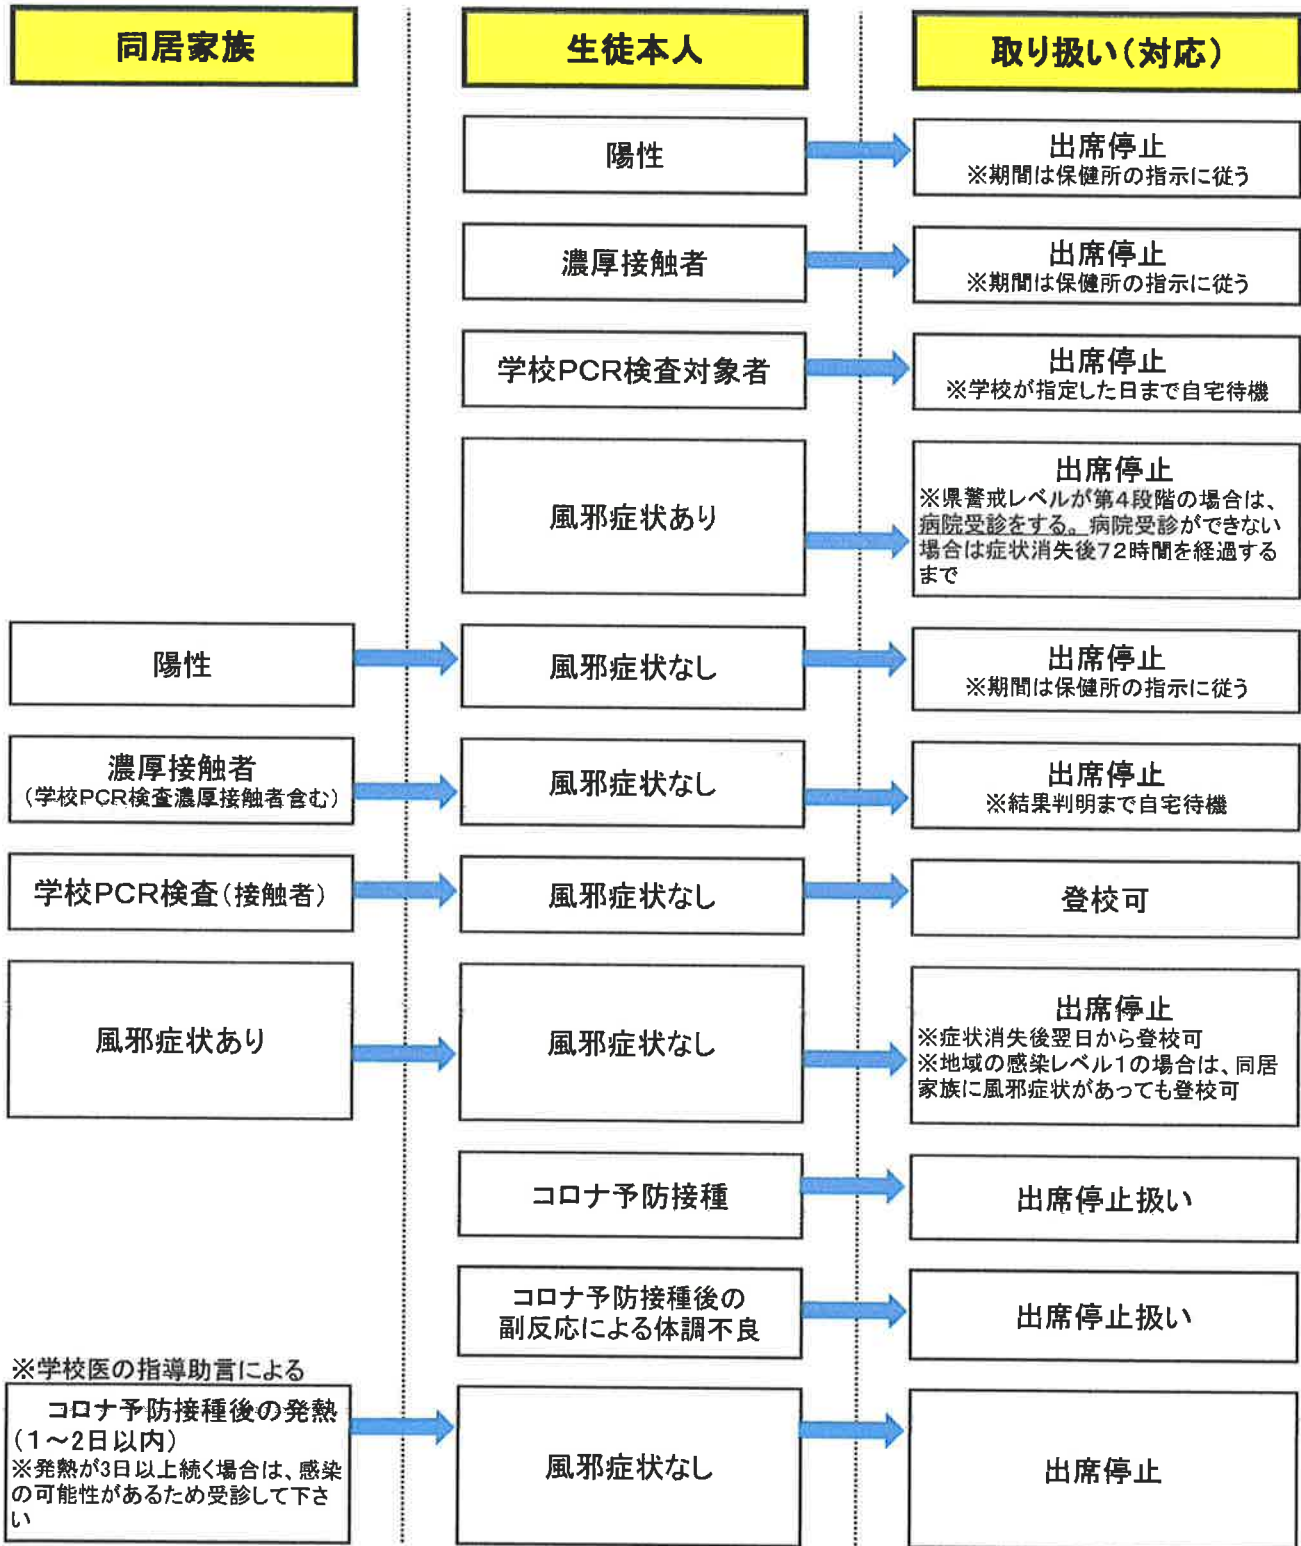 同居家族
生徒本人
取り扱い(対応)
陽性
出席停止
※期間は保健所の指示に従う
濃厚接触者
出席停止
※期間は保健所の指示に従う
学校PCR検査対象者
出席停止
※学校が指定した日まで自宅待機
風邪症状あり
出席停止
※県警戒レベルが第4段階の場合は、
病院受診をする。病院受診ができない
場合は症状消失後72時間を経過する
まで
陽性
風邪症状なし
出席停止
※期間は保健所の指示に従う
濃厚接触者
(学校PCR検査濃厚接触者含む)
風邪症状なし
出席停止
※結果判明まで自宅待機
学校PCR検査(接触者)
風邪症状なし
登校可
風邪症状あり
風邪症状なし
出席停止
※症状消失後翌日から登校可
※地域の感染レベル1の場合は、同居
家族に風邪症状があっても登校可
コロナ予防接種
出席停止扱い
コロナ予防接種後の
副反応による体調不良
出席停止扱い
※学校医の指導助言による
コロナ予防接種後の発熱
(1～2日以内)
※発熱が3日以上続く場合は、感染
の可能性があるため受診して下さ
い
風邪症状なし
出席停止